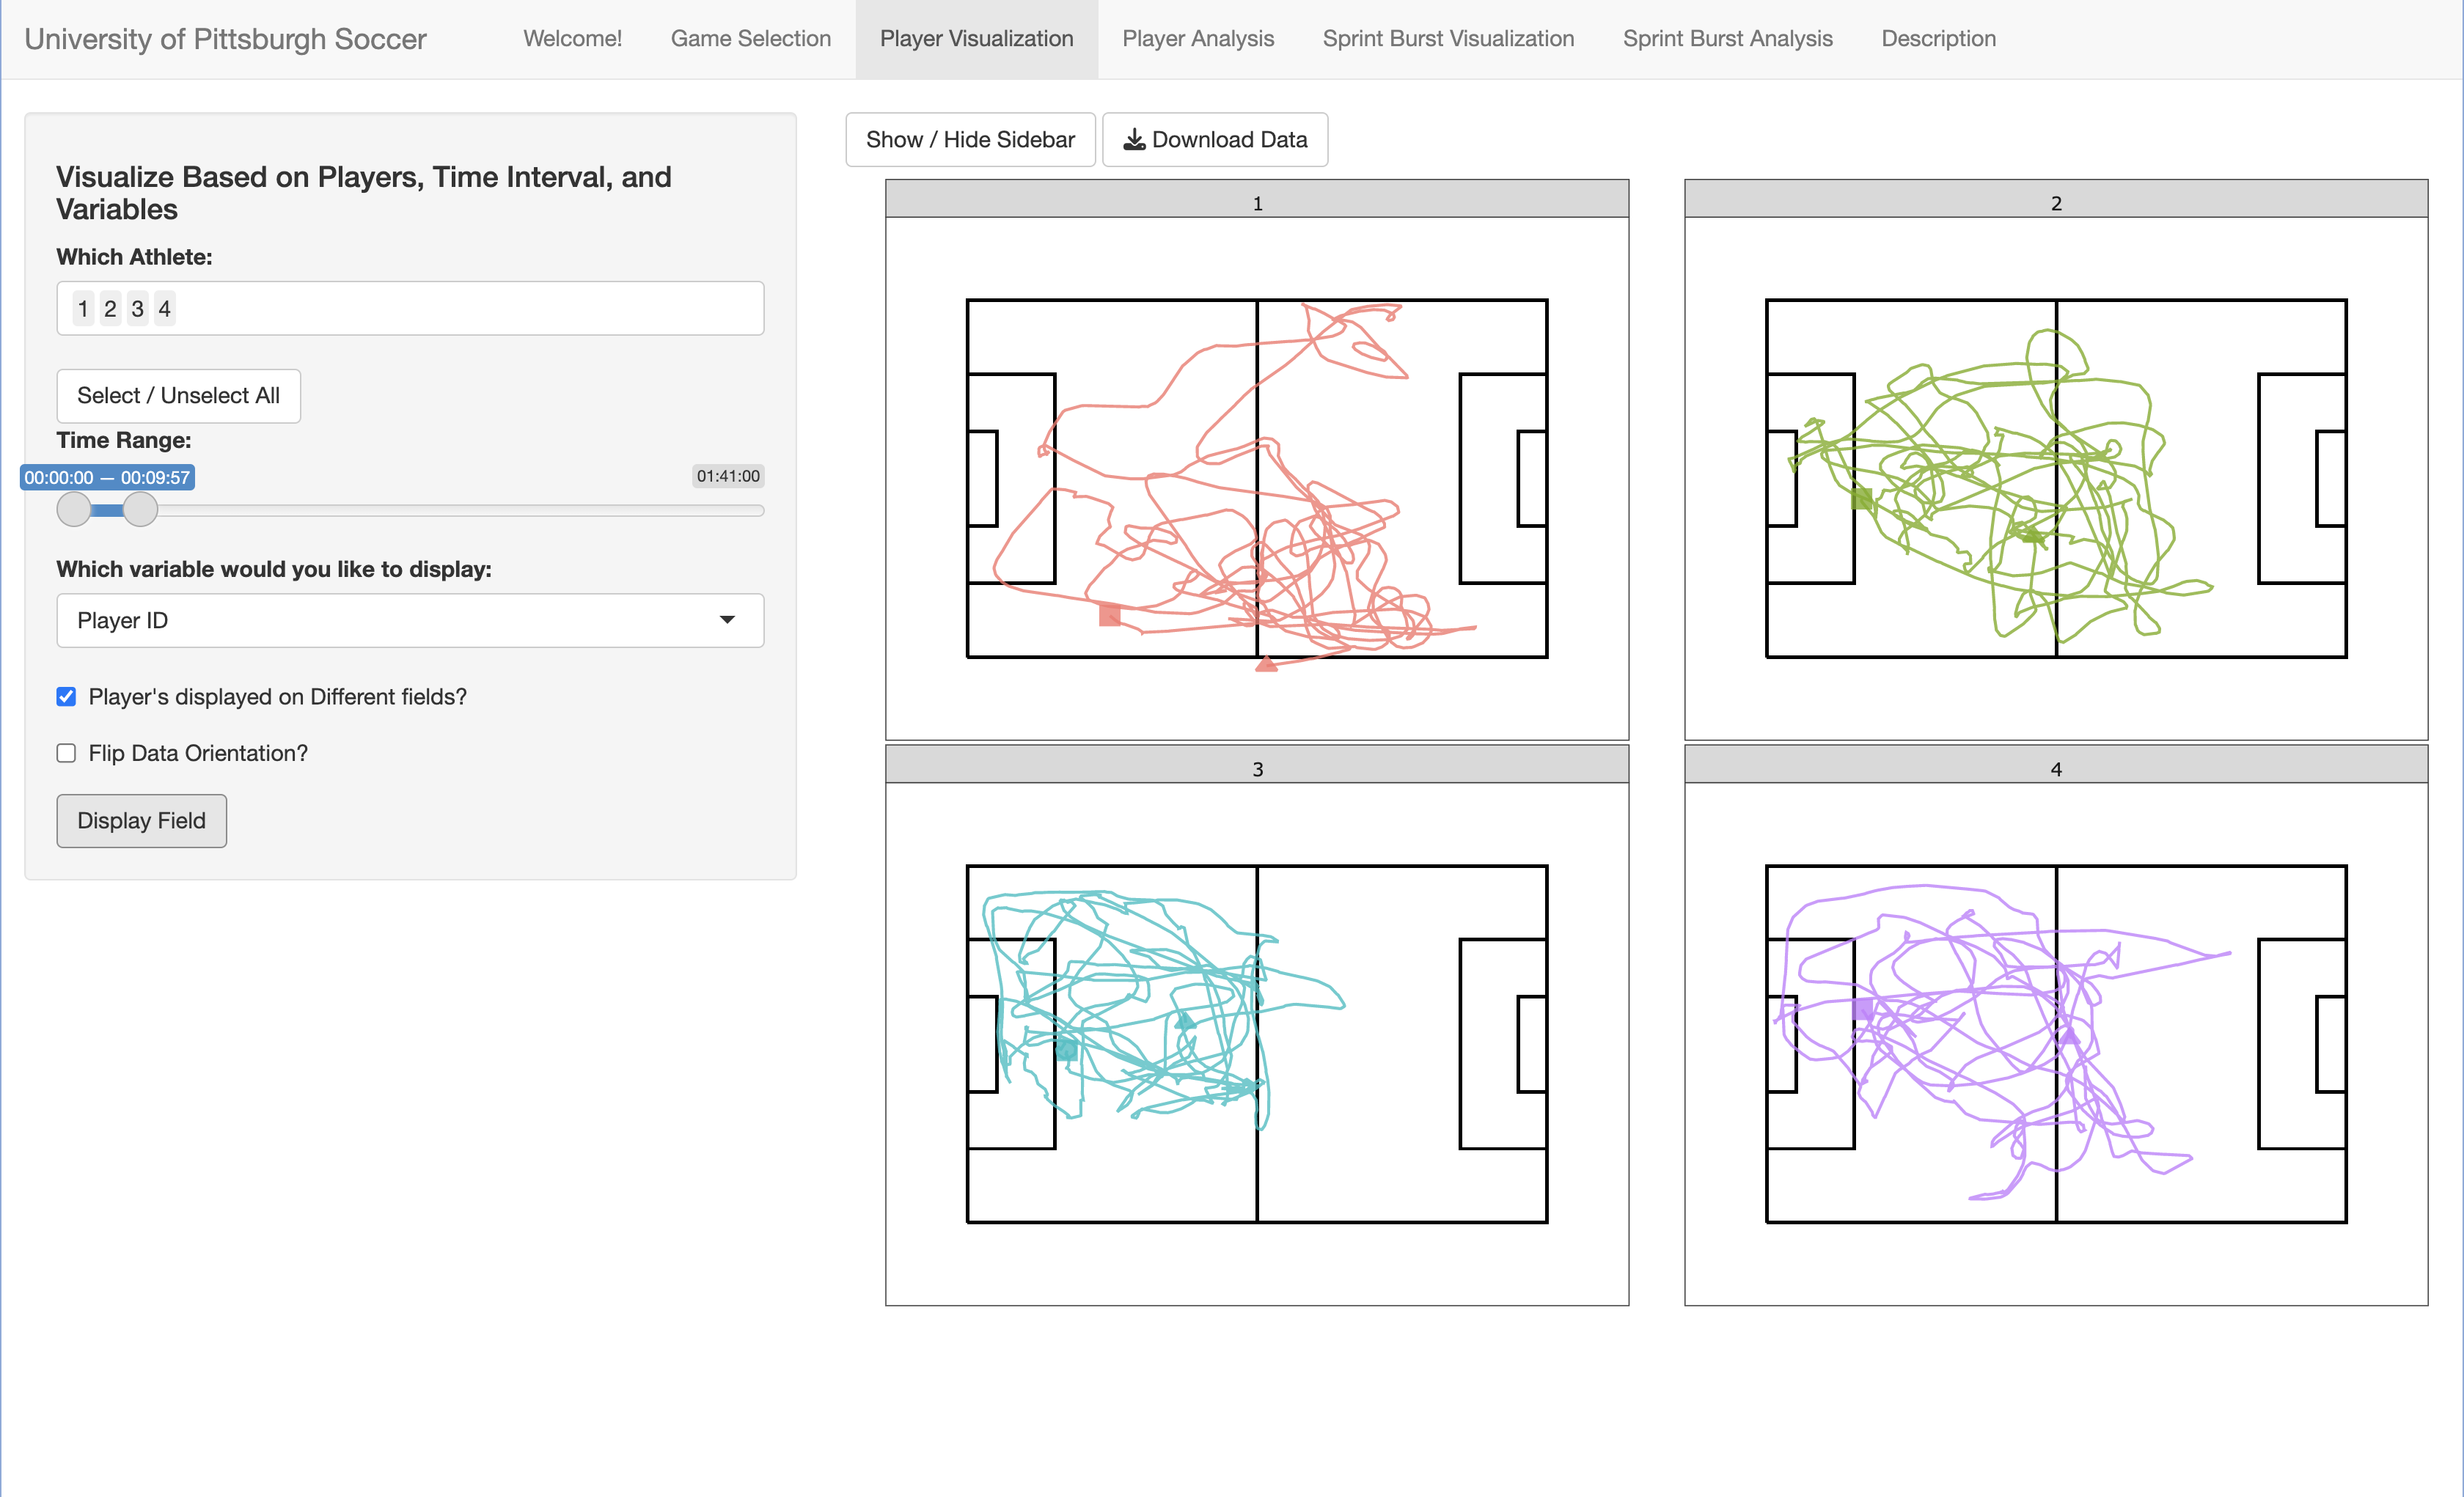 University of Pittsburgh Soccer
Welcome!
Game Selection
Player Visualization
Player Analysis
Sprint Burst Visualization
Sprint Burst Analysis
Description
Visualize Based on Players, Time Interval, and
Variables
Which Athlete:
1 2 3 4
Select / Unselect All
Time Range:
00:00:00 — 00:09:57
01:41:00
Which variable would you like to display:
Player ID
Player's displayed on Different fields?
Flip Data Orientation?
Display Field
Show / Hide Sidebar
Download Data
1
2
3
4